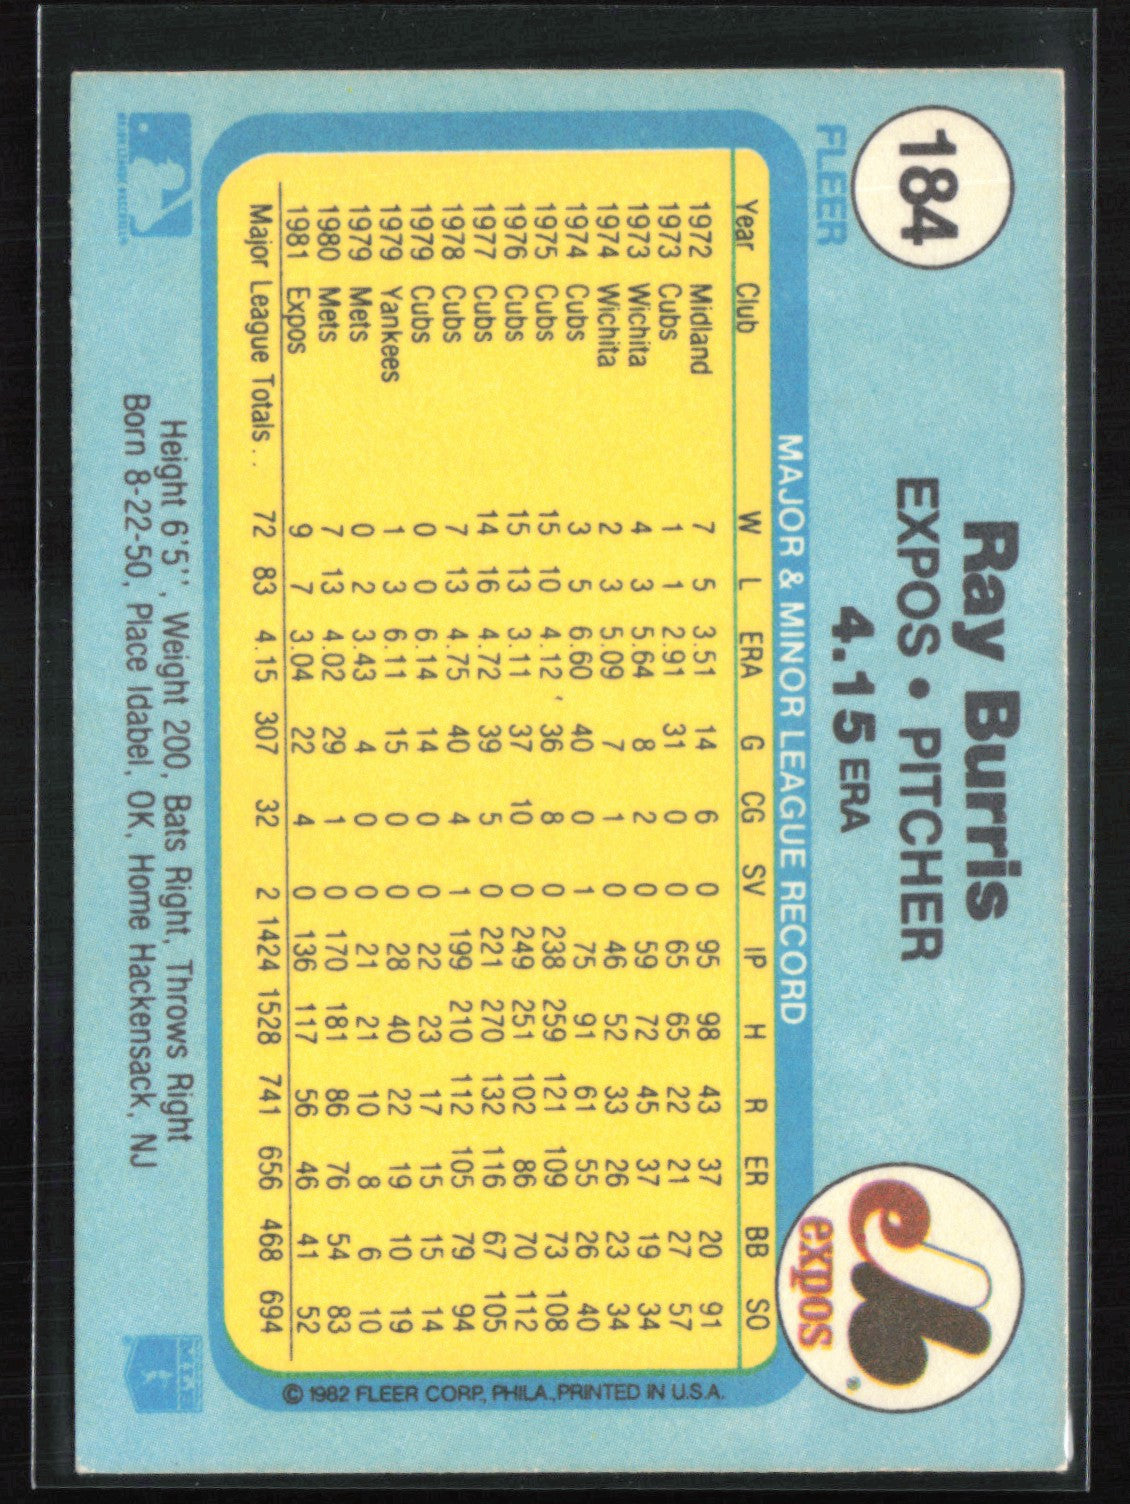 184
FLEER
Ray Burris
EXPOS • PITCHER
4.15 ERA
expos
MAJOR & MINOR LEAGUE RECORD
Year Club W L ERA G CG SV IP H R ER BB SO
1972 Midland 7 5 3.51 14 6 0 95 98 43 37 20 91
1973 Cubs 1 1 2.91 31 0 0 65 65 22 21 27 57
1973 Wichita 4 3 5.64 8 2 0 59 72 45 37 19 34
1974 Wichita 2 3 5.09 7 1 0 46 52 33 26 23 34
1974 Cubs 3 5 6.60 40 0 1 75 91 61 55 26 40
1975 Cubs 15 10 4.12 36 8 0 238 259 121 109 73 108
1976 Cubs 15 13 3.11 37 10 0 249 251 102 86 70 112
1977 Cubs 14 16 4.72 39 5 0 221 270 132 116 67 105
1978 Cubs 7 13 4.75 40 4 1 199 210 112 105 79 94
1979 Cubs 0 0 6.14 14 0 0 22 23 17 15 15 14
1979 Yankees 1 3 6.11 15 0 0 28 40 22 19 10 19
1979 Mets 0 2 3.43 4 0 0 21 21 10 8 6 10
1980 Mets 7 13 4.02 29 1 0 170 181 86 76 54 83
1981 Expos 9 7 3.04 22 4 0 136 117 56 46 41 52
Major League Totals . . 72 83 4.15 307 32 2 1424 1528 741 656 468 694
© 1982 FLEER CORP., PHILA., PRINTED IN U.S.A.
Height 6'5'', Weight 200, Bats Right, Throws Right
Born 8-22-50, Place Idabel, OK, Home Hackensack, NJ